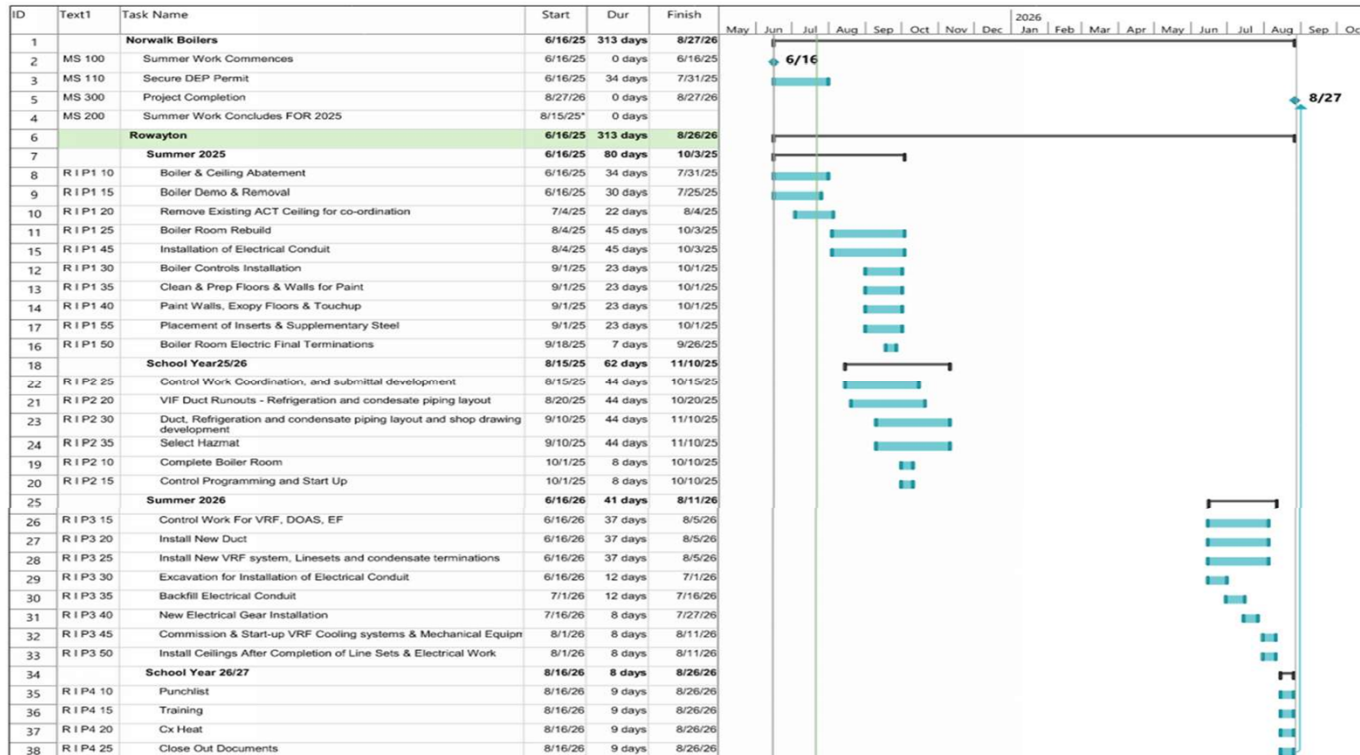 ID Text1 Task Name Start Dur Finish
2026
May Jun Jul Aug Sep Oct Nov Dec Jan Feb Mar Apr May Jun Jul Aug Sep Oc
1 Norwalk Boilers 6/16/25 313 days 8/27/26
2 MS 100 Summer Work Commences 6/16/25 0 days 6/16/25 6/16
3 MS 110 Secure DEP Permit 6/16/25 34 days 7/31/25
5 MS 300 Project Completion 8/27/26 0 days 8/27/26 8/27
4 MS 200 Summer Work Concludes FOR 2025 8/15/25* 0 days
6 Rowayton 6/16/25 313 days 8/26/26
7 Summer 2025 6/16/25 80 days 10/3/25
8 R I P1 10 Boiler & Ceiling Abatement 6/16/25 34 days 7/31/25
9 R I P1 15 Boiler Demo & Removal 6/16/25 30 days 7/25/25
10 R I P1 20 Remove Existing ACT Ceiling for co-ordination 7/4/25 22 days 8/4/25
11 R I P1 25 Boiler Room Rebuild 8/4/25 45 days 10/3/25
15 R I P1 45 Installation of Electrical Conduit 8/4/25 45 days 10/3/25
12 R I P1 30 Boiler Controls Installation 9/1/25 23 days 10/1/25
13 R I P1 35 Clean & Prep Floors & Walls for Paint 9/1/25 23 days 10/1/25
14 R I P1 40 Paint Walls, Exopy Floors & Touchup 9/1/25 23 days 10/1/25
17 R I P1 55 Placement of Inserts & Supplementary Steel 9/1/25 23 days 10/1/25
16 R I P1 50 Boiler Room Electric Final Terminations 9/18/25 7 days 9/26/25
18 School Year25/26 8/15/25 62 days 11/10/25
22 R I P2 25 Control Work Coordination, and submittal development 8/15/25 44 days 10/15/25
21 R I P2 20 VIF Duct Runouts - Refrigeration and condesate piping layout 8/20/25 44 days 10/20/25
23 R I P2 30 Duct, Refrigeration and condensate piping layout and shop drawing 9/10/25 44 days 11/10/25
development
24 R I P2 35 Select Hazmat 9/10/25 44 days 11/10/25
19 R I P2 10 Complete Boiler Room 10/1/25 8 days 10/10/25
20 R I P2 15 Control Programming and Start Up 10/1/25 8 days 10/10/25
25 Summer 2026 6/16/26 41 days 8/11/26
26 R I P3 15 Control Work For VRF, DOAS, EF 6/16/26 37 days 8/5/26
27 R I P3 20 Install New Duct 6/16/26 37 days 8/5/26
28 R I P3 25 Install New VRF system, Linesets and condensate terminations 6/16/26 37 days 8/5/26
29 R I P3 30 Excavation for Installation of Electrical Conduit 6/16/26 12 days 7/1/26
30 R I P3 35 Backfill Electrical Conduit 7/1/26 12 days 7/16/26
31 R I P3 40 New Electrical Gear Installation 7/16/26 8 days 7/27/26
32 R I P3 45 Commission & Start-up VRF Cooling systems & Mechanical Equipm 8/1/26 8 days 8/11/26
33 R I P3 50 Install Ceilings After Completion of Line Sets & Electrical Work 8/1/26 8 days 8/11/26
34 School Year 26/27 8/16/26 8 days 8/26/26
35 R I P4 10 Punchlist 8/16/26 9 days 8/26/26
36 R I P4 15 Training 8/16/26 9 days 8/26/26
37 R I P4 20 Cx Heat 8/16/26 9 days 8/26/26
38 R I P4 25 Close Out Documents 8/16/26 9 days 8/26/26